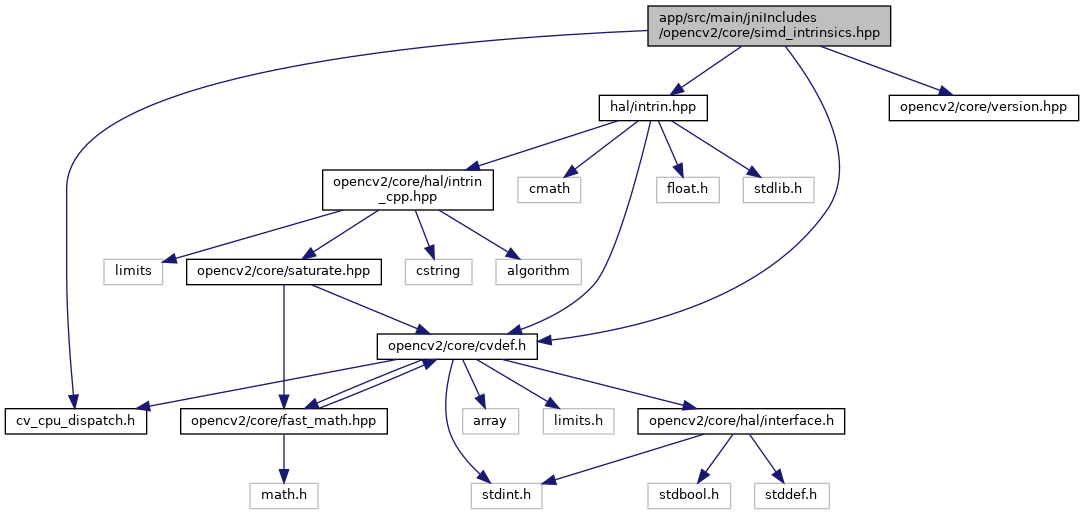 app/src/main/jniIncludes
/opencv2/core/simd_intrinsics.hpp
hal/intrin.hpp
opencv2/core/version.hpp
opencv2/core/hal/intrin
_cpp.hpp
cmath
float.h
stdlib.h
limits
opencv2/core/saturate.hpp
cstring
algorithm
opencv2/core/cvdef.h
cv_cpu_dispatch.h
opencv2/core/fast_math.hpp
array
limits.h
opencv2/core/hal/interface.h
math.h
stdint.h
stdbool.h
stddef.h